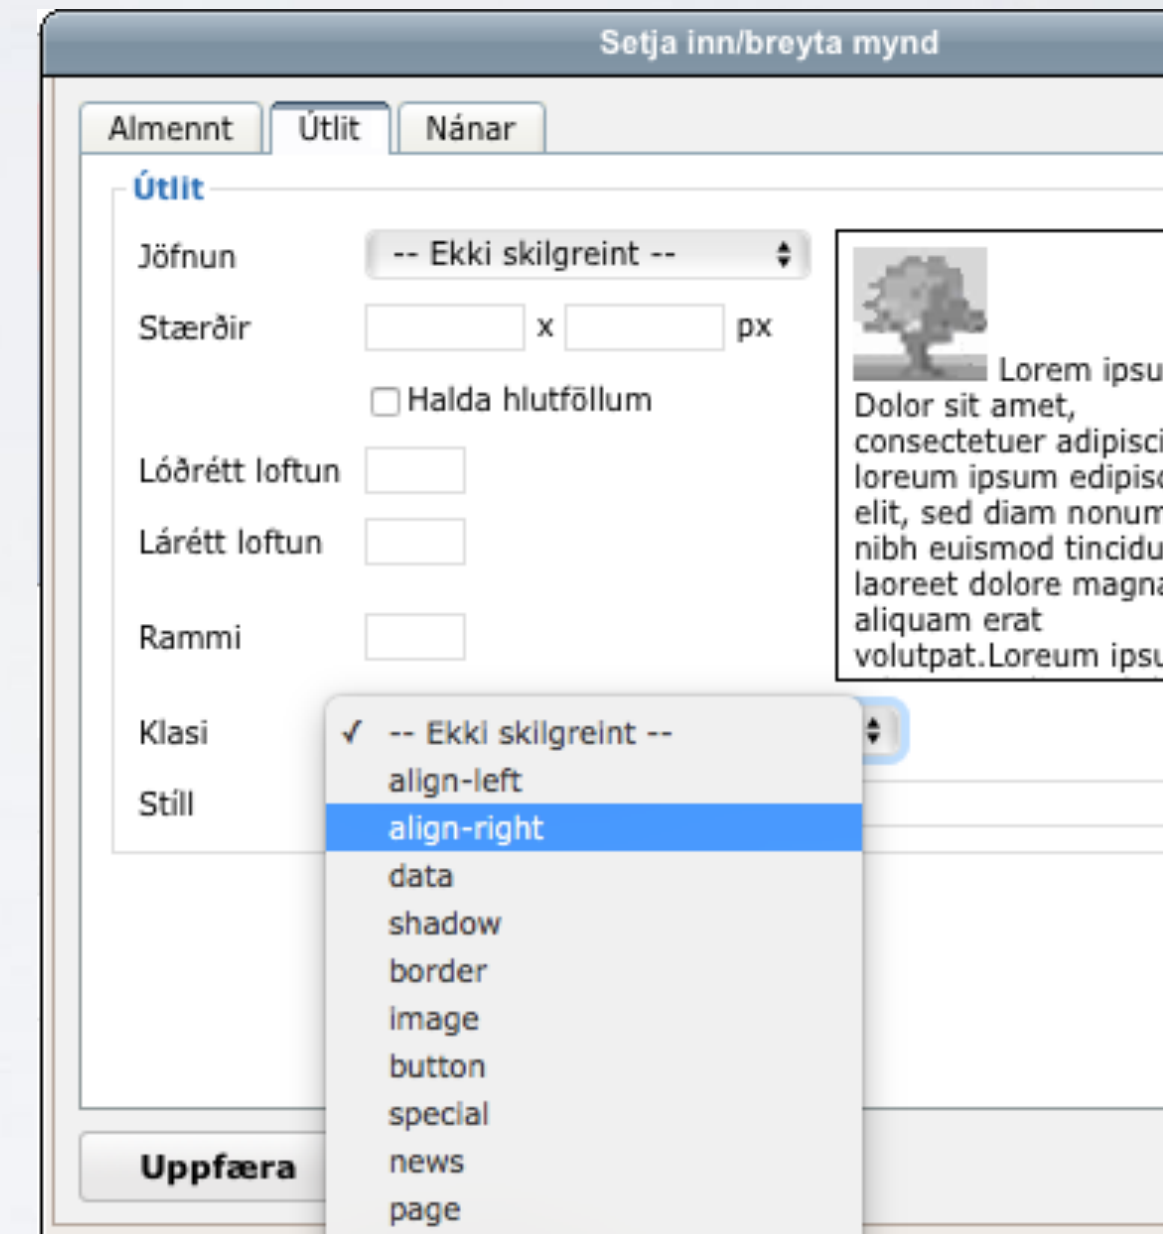 Setja inn/breyta mynd
Almennt Útlit Nánar
Útlit
Jöfnun -- Ekki skilgreint --
Stærðir x px
Halda hlutföllum
Lóðrétt loftun
Lárétt loftun
Rammi
Lorem ipsu
Dolor sit amet,
consectetuer adipisci
loreum ipsum edipisc
elit, sed diam nonum
nibh euismod tincidu
laoreet dolore magna
aliquam erat
volutpat.Loreum ipsu
Klasi ✓ -- Ekki skilgreint --
align-left
Stíll
align-right
data
shadow
border
image
button
special
news
page
Uppfæra